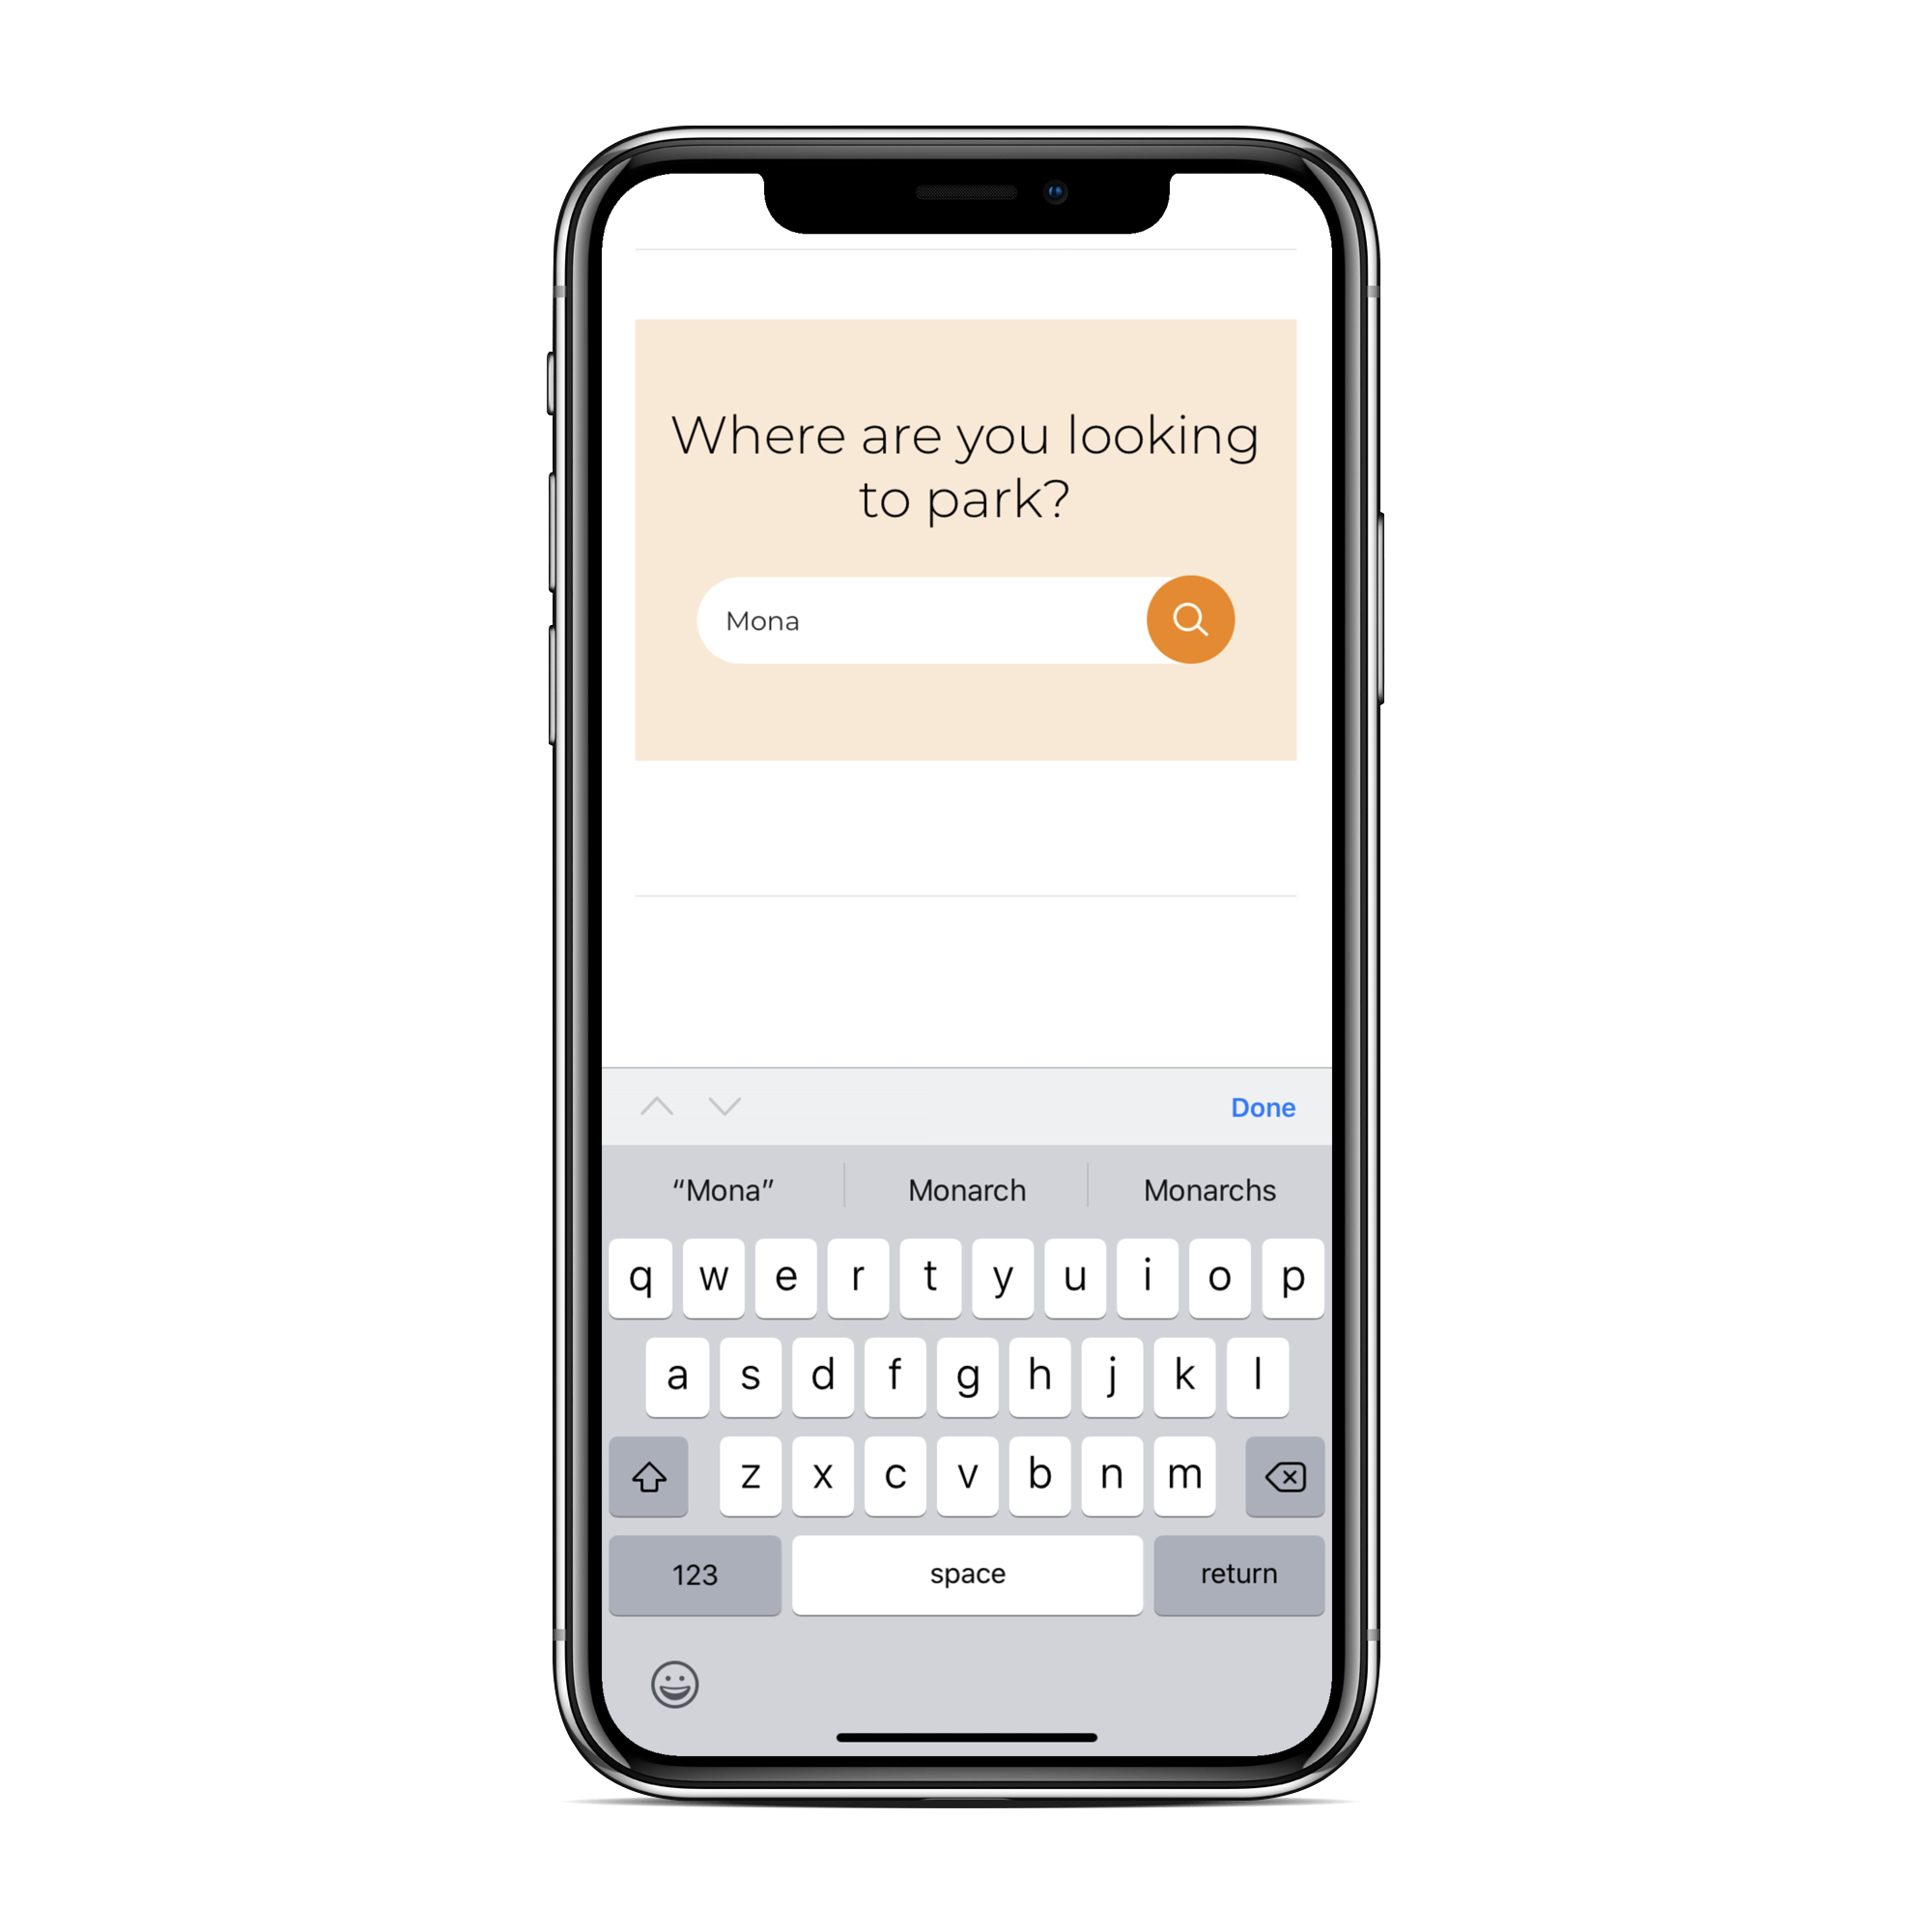 Where are you looking
to park?
Mona
Done
“Mona” Monarch Monarchs
q w e r t y u i o p
a s d f g h j k l
z x c v b n m
123 space return